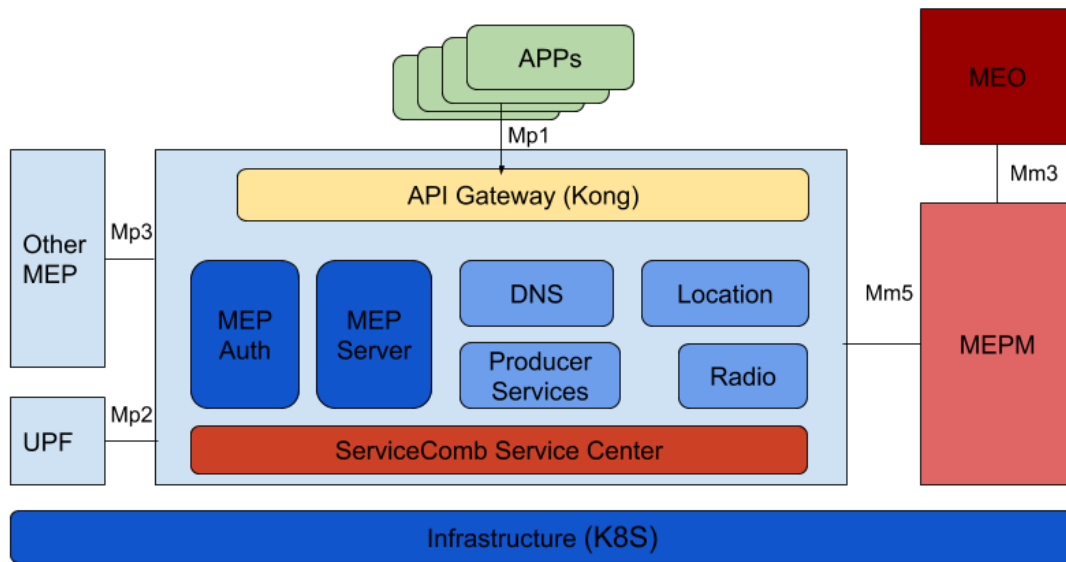 APPs
MEO
Mp1
Mm3
API Gateway (Kong)
Other
MEP
Mp3
MEP
Auth
MEP
Server
DNS
Location
Mm5
MEPM
Producer
Services
Radio
UPF
Mp2
ServiceComb Service Center
Infrastructure (K8S)